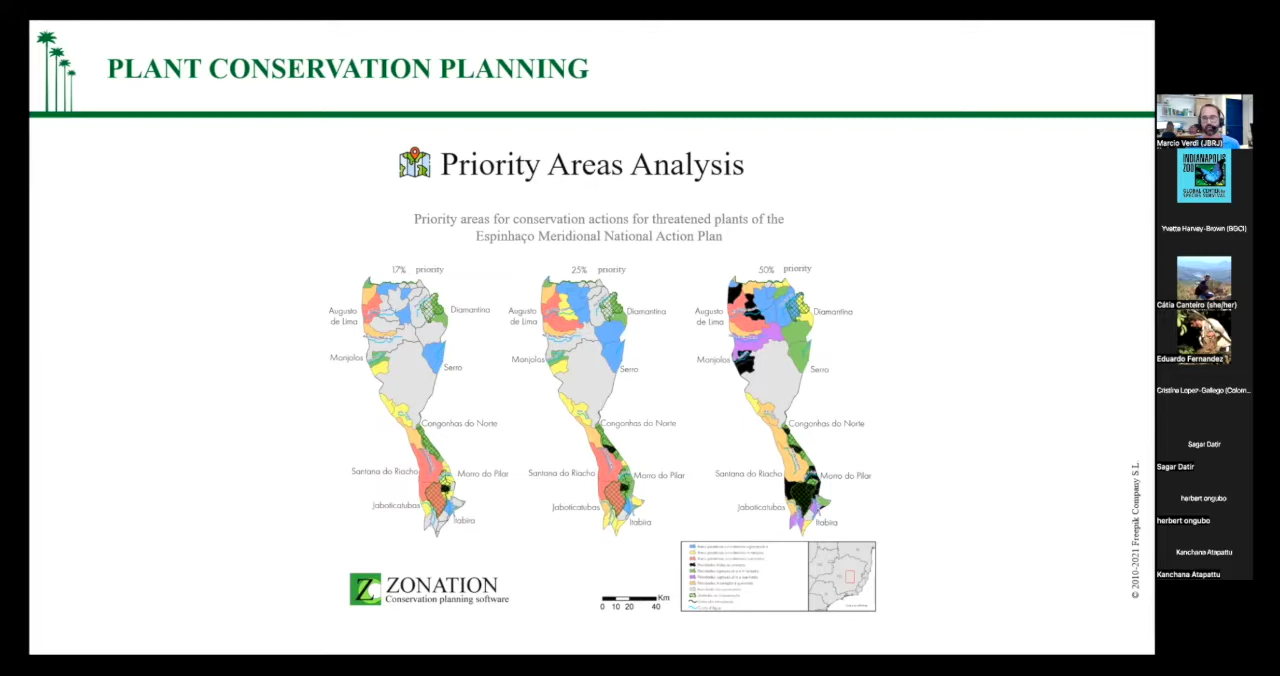 PLANT CONSERVATION PLANNING
Priority Areas Analysis
Priority areas for conservation actions for threatened plants of the
Espinhaço Meridional National Action Plan
17% priority
Augusto
de Lima
Diamantina
Monjolos
Serro
Congonhas do Norte
Santana do Riacho
Morro do Pilar
Jaboticatubas
Itabira
25% priority
Augusto
de Lima
Diamantina
Monjolos
Serro
Congonhas do Norte
Santana do Riacho
Morro do Pilar
Jaboticatubas
Itabira
50% priority
Augusto
de Lima
Diamantina
Monjolos
Serro
Congonhas do Norte
Santana do Riacho
Morro do Pilar
Jaboticatubas
Itabira
Z ZONATION
Conservation planning software
Km
0 10 20 40
© 2010-2021 Freepik Company S.L.
Marcio Verdi (JBRJ)
INDIANAPOLIS
ZOO
GLOBAL CENTER for
SPECIES SURVIVAL
Yvette Harvey-Brown (BGCI)
Cátia Canteiro (she/her)
Eduardo Fernandez
Cristina Lopez-Gallego (Colom...
Sagar Datir
Sagar Datir
herbert ongubo
herbert ongubo
Kanchana Atapattu
Kanchana Atapattu